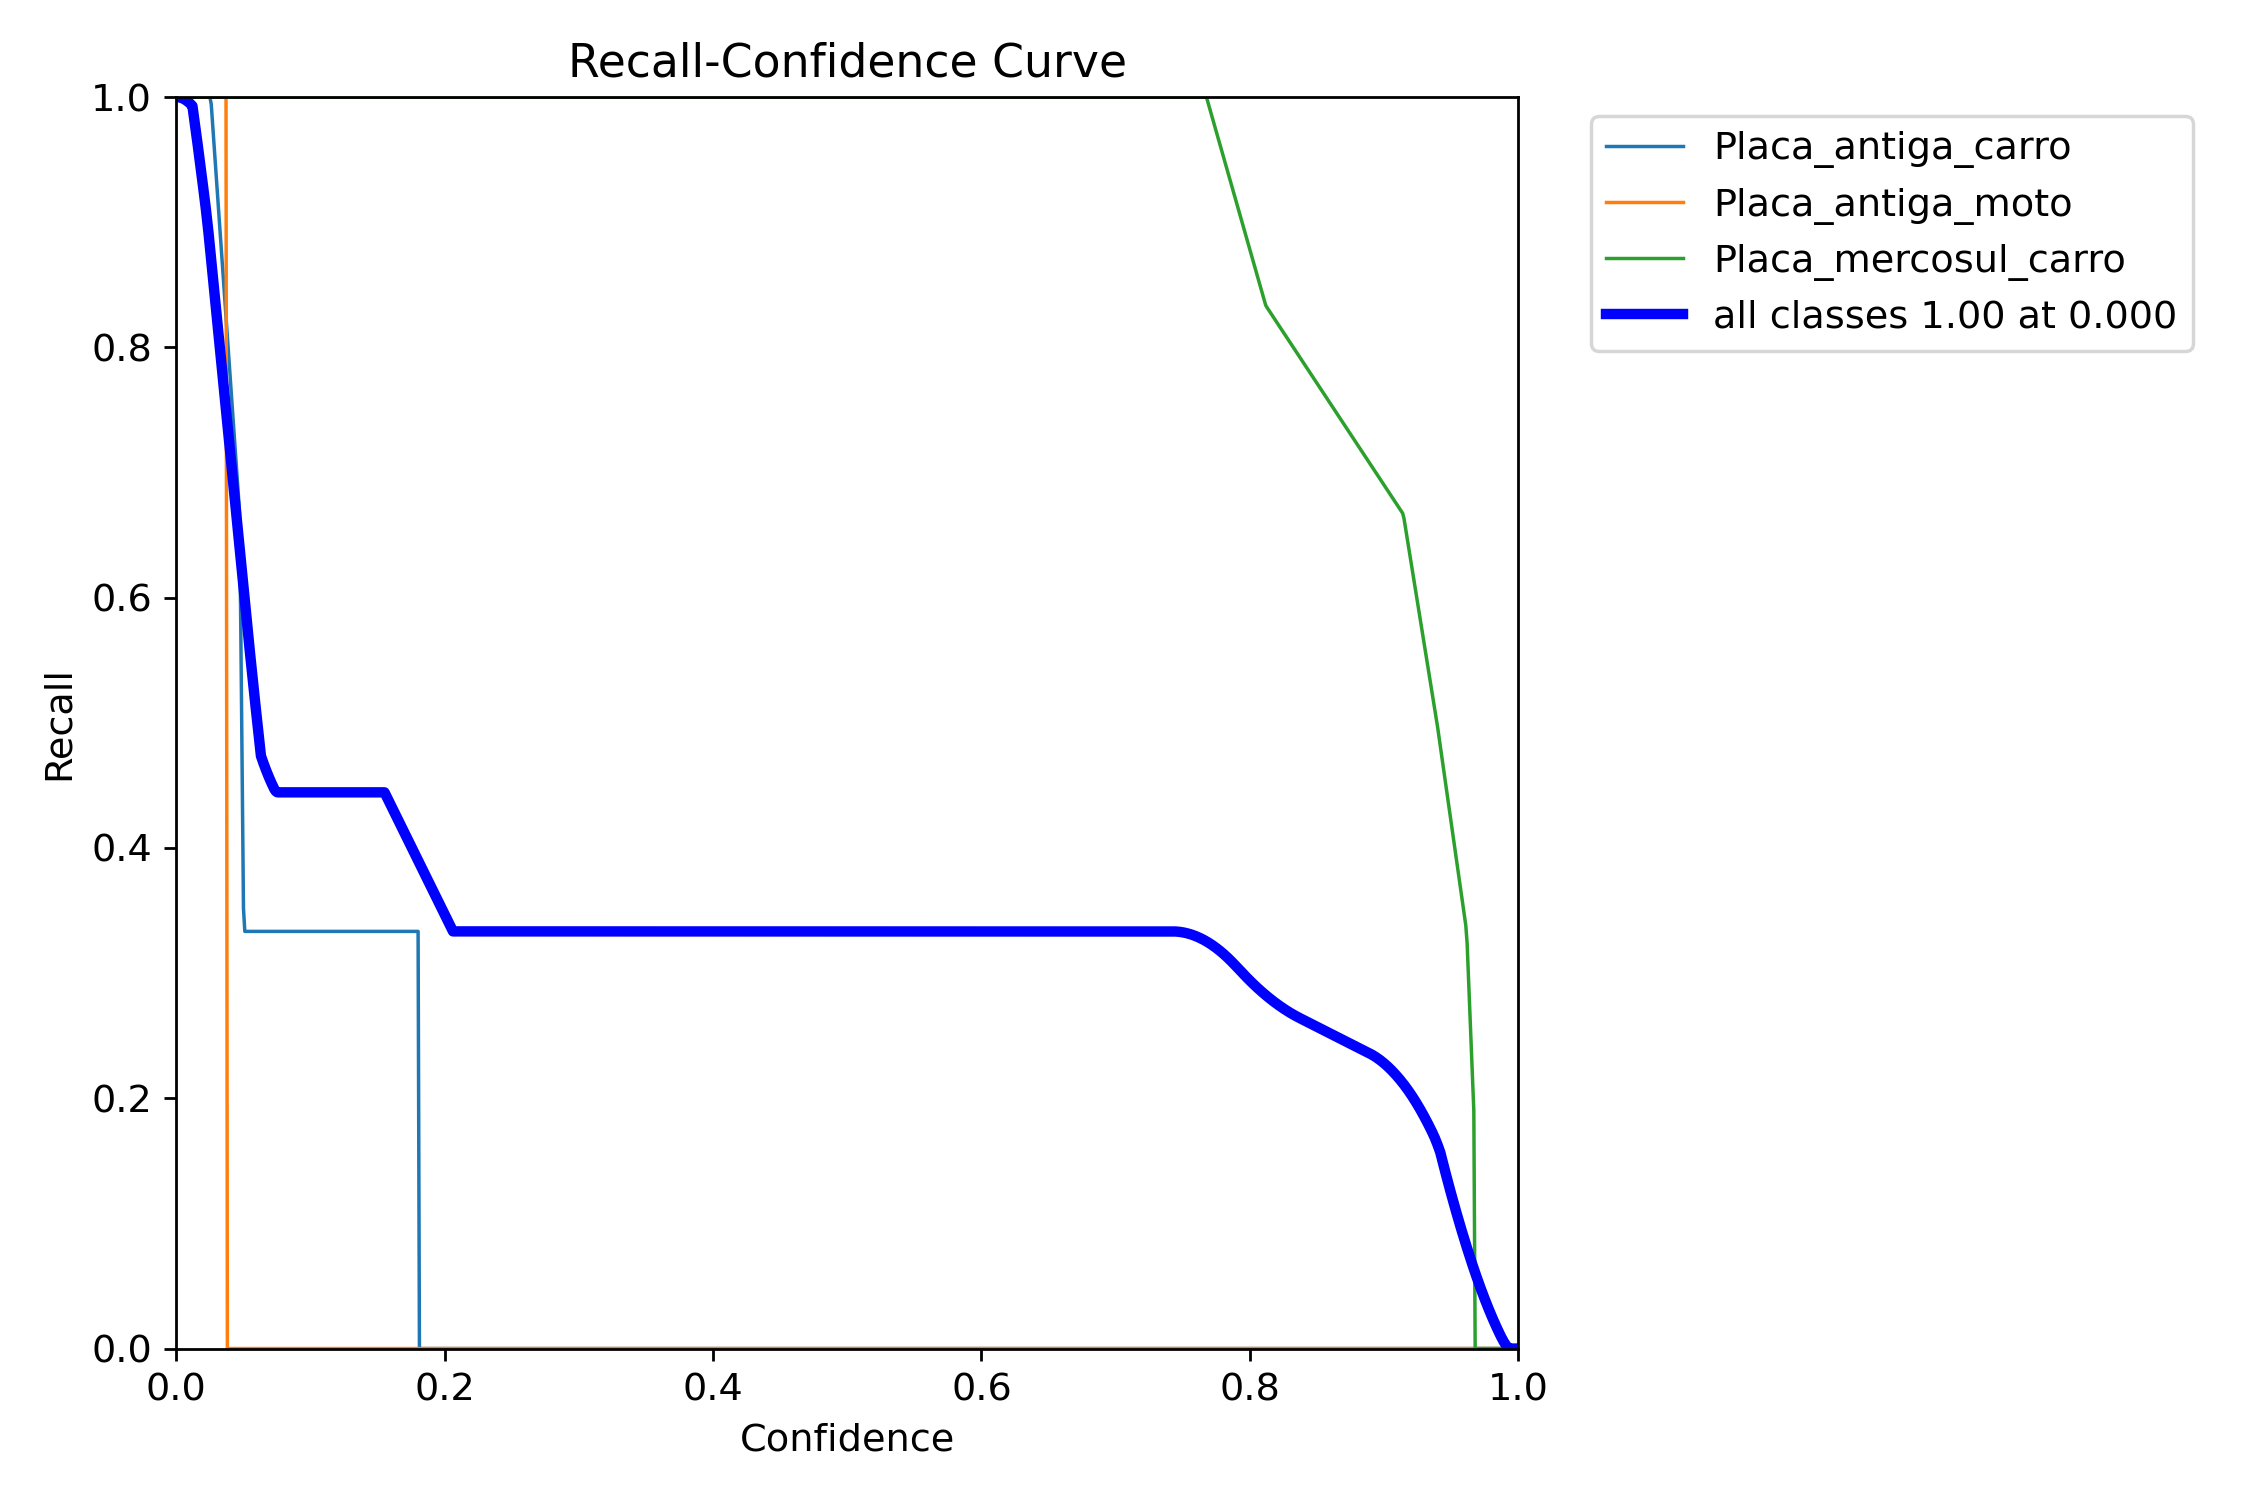 Recall-Confidence Curve
1.0
0.8
0.6
0.4
0.2
0.0
Recall
0.0 0.2 0.4 0.6 0.8 1.0
Confidence
Placa_antiga_carro
Placa_antiga_moto
Placa_mercosul_carro
all classes 1.00 at 0.000